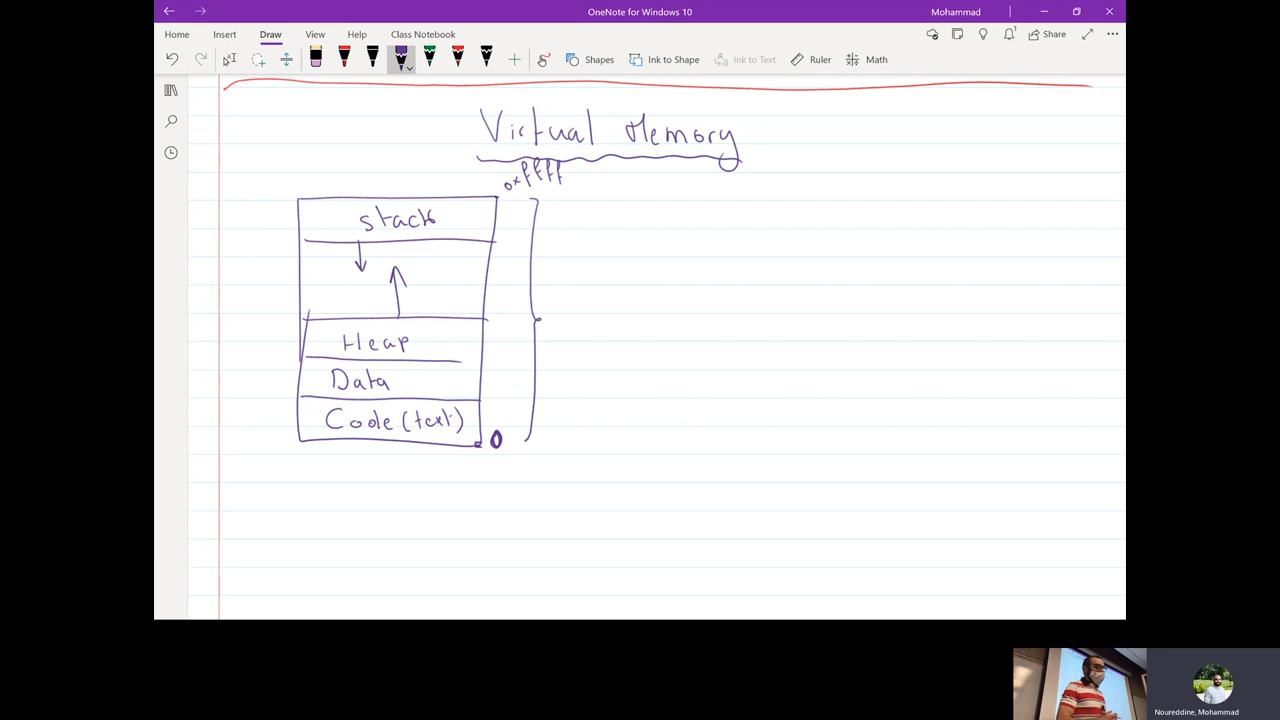 OneNote for Windows 10
Mohammad
Home Insert Draw View Help Class Notebook
Share
Shapes Ink to Shape Ink to Text Ruler Math
Virtual Memory
0xffff
stack
Heap
Data
Code (text)
0
Noureddine, Mohammad